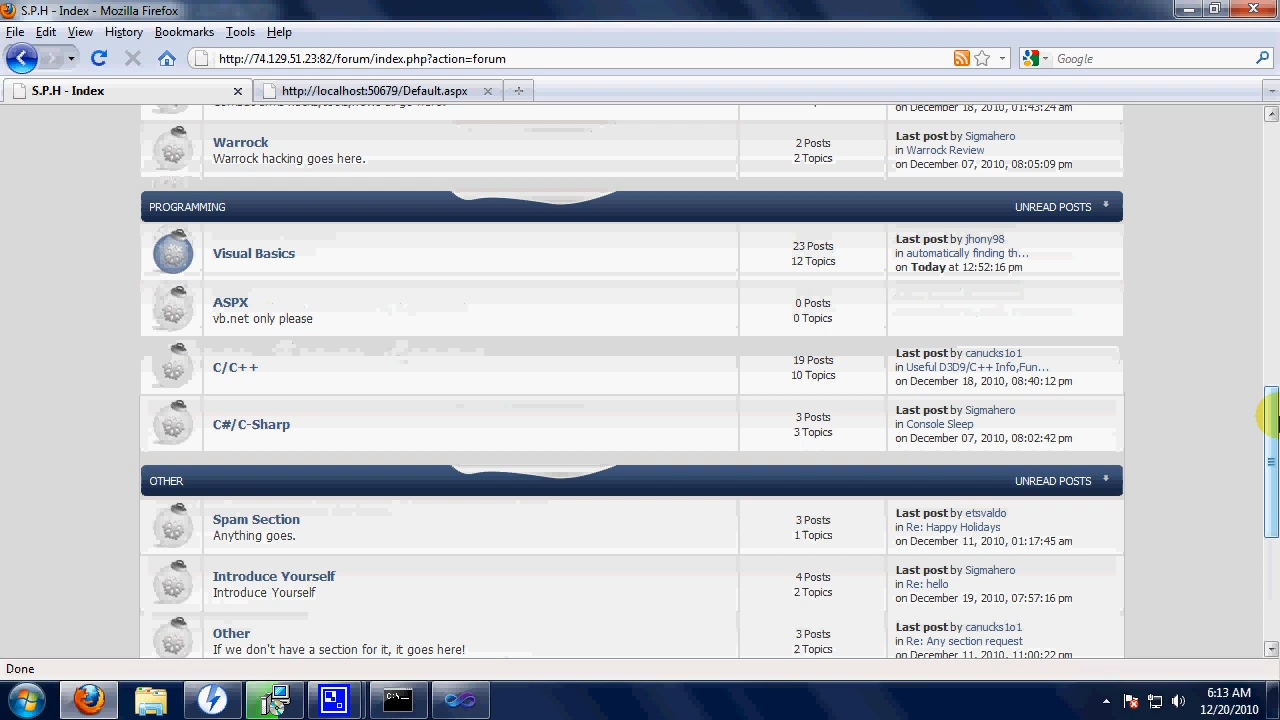 S.P.H - Index - Mozilla Firefox
File Edit View History Bookmarks Tools Help
http://74.129.51.23:82/forum/index.php?action=forum
Google
S.P.H - Index
http://localhost:50679/Default.aspx
on December 18, 2010, 01:43:24 am
Warrock
Warrock hacking goes here.
2 Posts
2 Topics
Last post by Sigmahero
in Warrock Review
on December 07, 2010, 08:05:09 pm
PROGRAMMING
UNREAD POSTS
Visual Basics
23 Posts
12 Topics
Last post by jhony98
in automatically finding th...
on Today at 12:52:16 pm
ASPX
vb.net only please
0 Posts
0 Topics
C/C++
19 Posts
10 Topics
Last post by canucks1o1
in Useful D3D9/C++ Info,Fun...
on December 18, 2010, 08:40:12 pm
C#/C-Sharp
3 Posts
3 Topics
Last post by Sigmahero
in Console Sleep
on December 07, 2010, 08:02:42 pm
OTHER
UNREAD POSTS
Spam Section
Anything goes.
3 Posts
1 Topics
Last post by etsvaldo
in Re: Happy Holidays
on December 11, 2010, 01:17:45 am
Introduce Yourself
Introduce Yourself
4 Posts
2 Topics
Last post by Sigmahero
in Re: hello
on December 19, 2010, 07:57:16 pm
Other
If we don't have a section for it, it goes here!
3 Posts
2 Topics
Last post by canucks1o1
in Re: Any section request
on December 11, 2010, 11:00:22 pm
Done
C:\
6:13 AM
12/20/2010